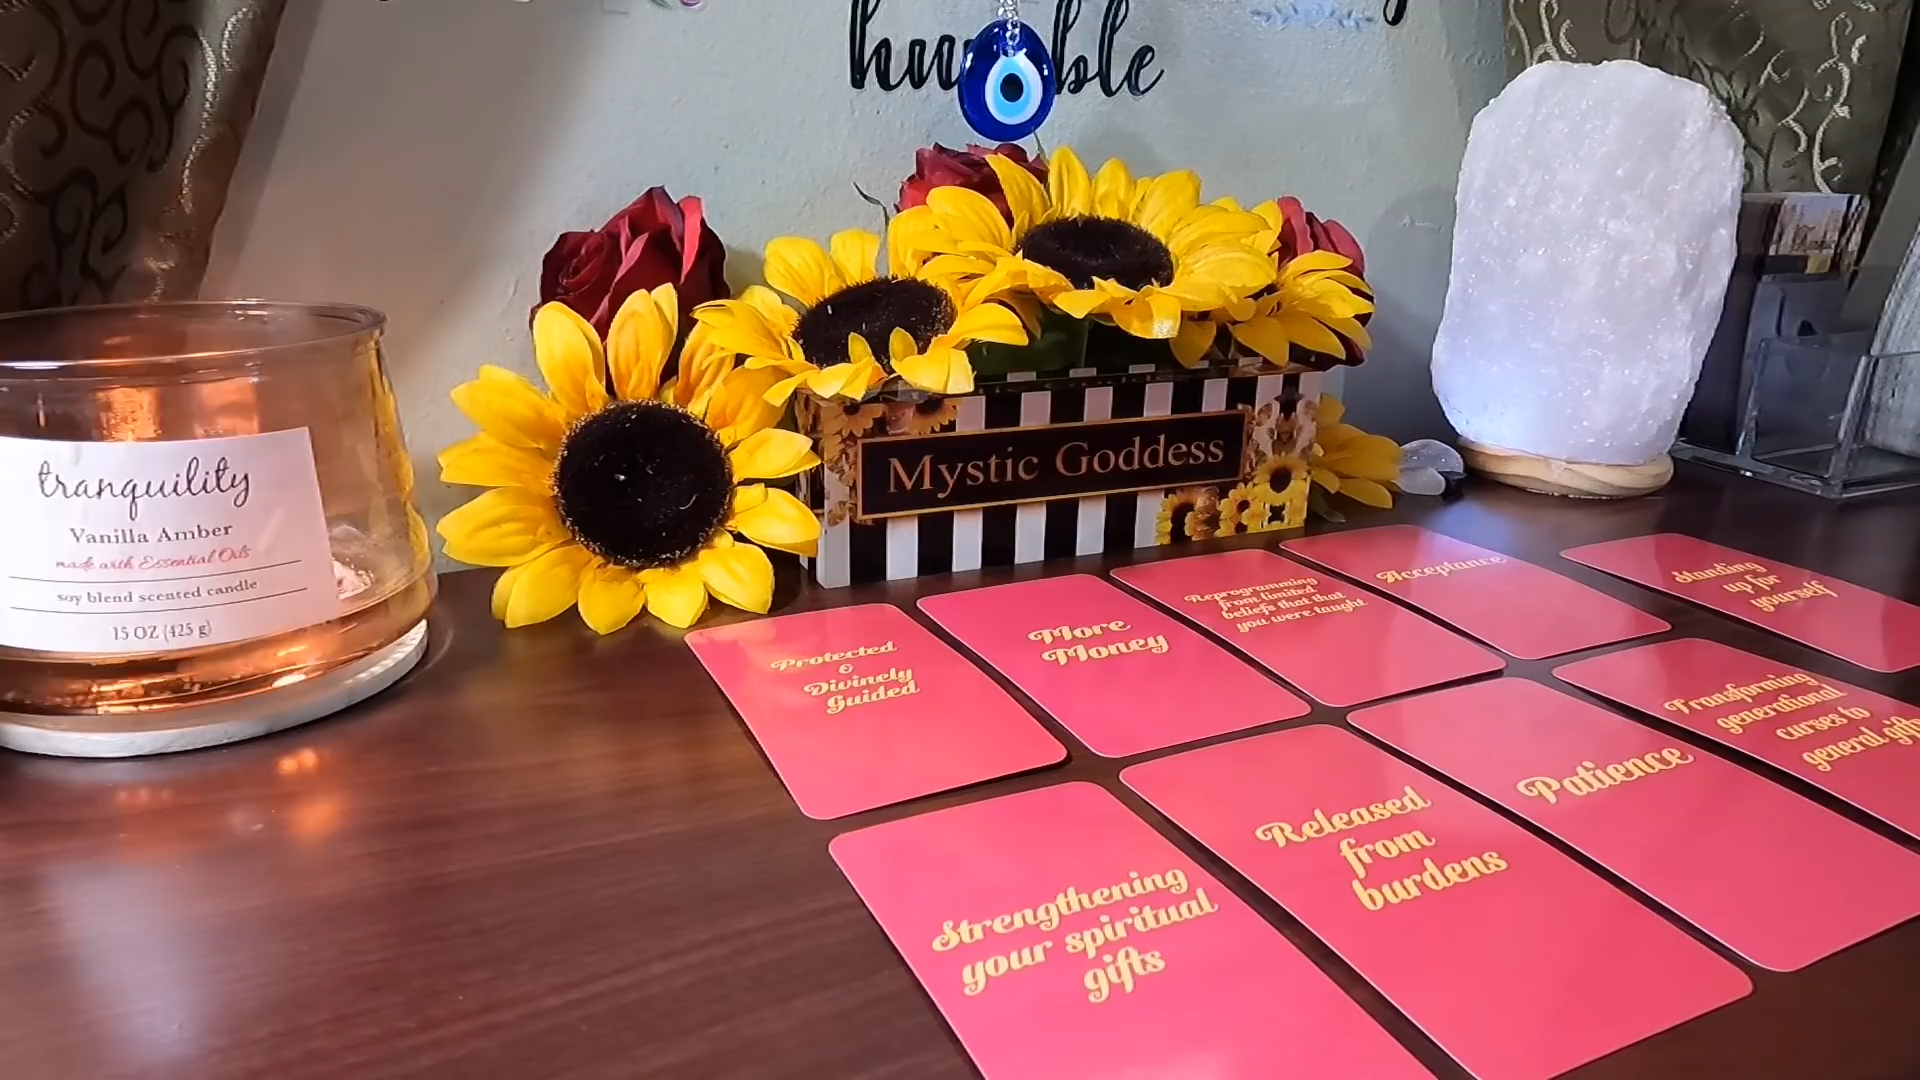 humble
Mystic Goddess
tranquility
Vanilla Amber
made with Essential Oils
soy blend scented candle
15 OZ (425 g)
Protected
&
Divinely
Guided
More
Money
Reprogramming
from limited
beliefs that that
you were taught
Acceptance
Standing
up for
yourself
Strengthening
your spiritual
gifts
Released
from
burdens
Patience
Transforming
generational
curses to
general gifts